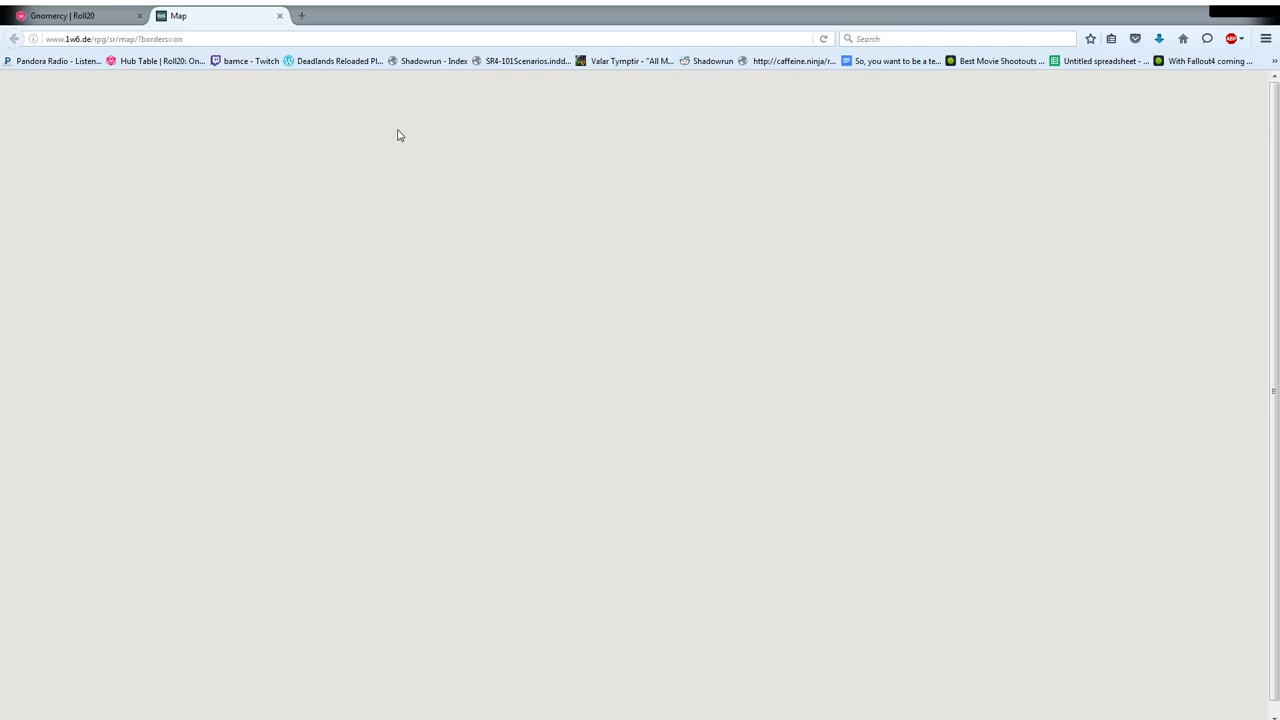 Gnomercy | Roll20
Map
www.1w6.de/rpg/sr/map/?borders=on
Search
Pandora Radio - Listen...
Hub Table | Roll20: On...
bamce - Twitch
Deadlands Reloaded Pl...
Shadowrun - Index
SR4-101Scenarios.indd...
Valar Tymptir - "All M...
Shadowrun
http://caffeine.ninja/r...
So, you want to be a te...
Best Movie Shootouts ...
Untitled spreadsheet - ...
With Fallout4 coming ...
ABP